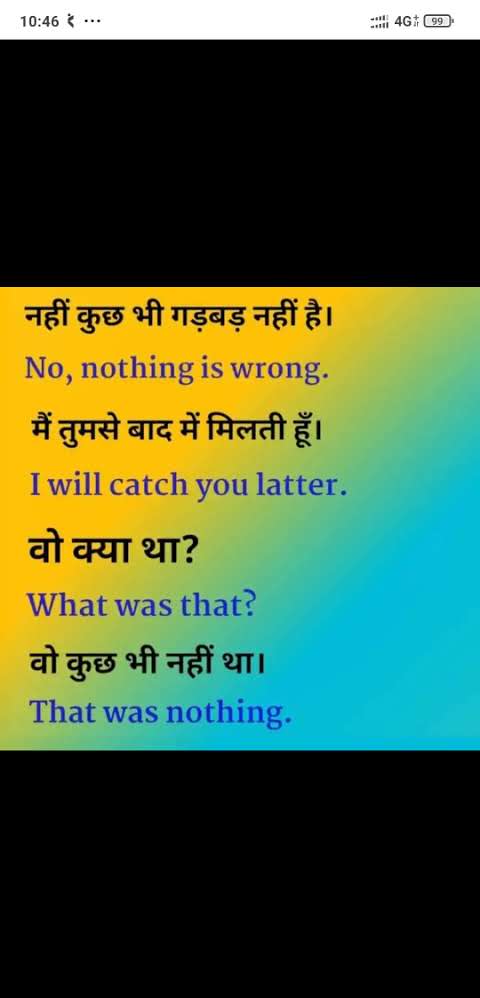 10:46 ...
4G 99
नहीं कुछ भी गड़बड़ नहीं है।
No, nothing is wrong.
मैं तुमसे बाद में मिलती हूँ।
I will catch you latter.
वो क्या था?
What was that?
वो कुछ भी नहीं था।
That was nothing.